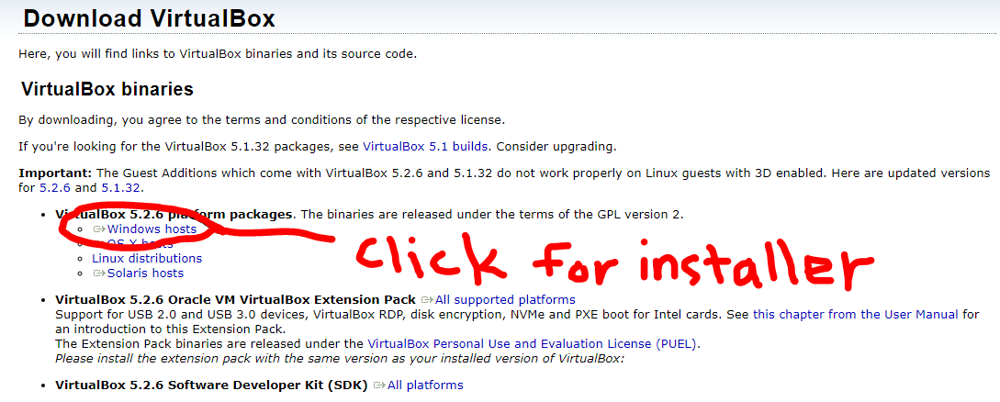 Download VirtualBox
Here, you will find links to VirtualBox binaries and its source code.
VirtualBox binaries
By downloading, you agree to the terms and conditions of the respective license.
If you're looking for the VirtualBox 5.1.32 packages, see VirtualBox 5.1 builds. Consider upgrading.
Important: The Guest Additions which come with VirtualBox 5.2.6 and 5.1.32 do not work properly on Linux guests with 3D enabled. Here are updated versions
for 5.2.6 and 5.1.32.
VirtualBox 5.2.6 platform packages. The binaries are released under the terms of the GPL version 2.
Windows hosts
OS X hosts
Linux distributions
Solaris hosts
click for installer
VirtualBox 5.2.6 Oracle VM VirtualBox Extension Pack All supported platforms
Support for USB 2.0 and USB 3.0 devices, VirtualBox RDP, disk encryption, NVMe and PXE boot for Intel cards. See this chapter from the User Manual for
an introduction to this Extension Pack.
The Extension Pack binaries are released under the VirtualBox Personal Use and Evaluation License (PUEL).
Please install the extension pack with the same version as your installed version of VirtualBox:
VirtualBox 5.2.6 Software Developer Kit (SDK) All platforms